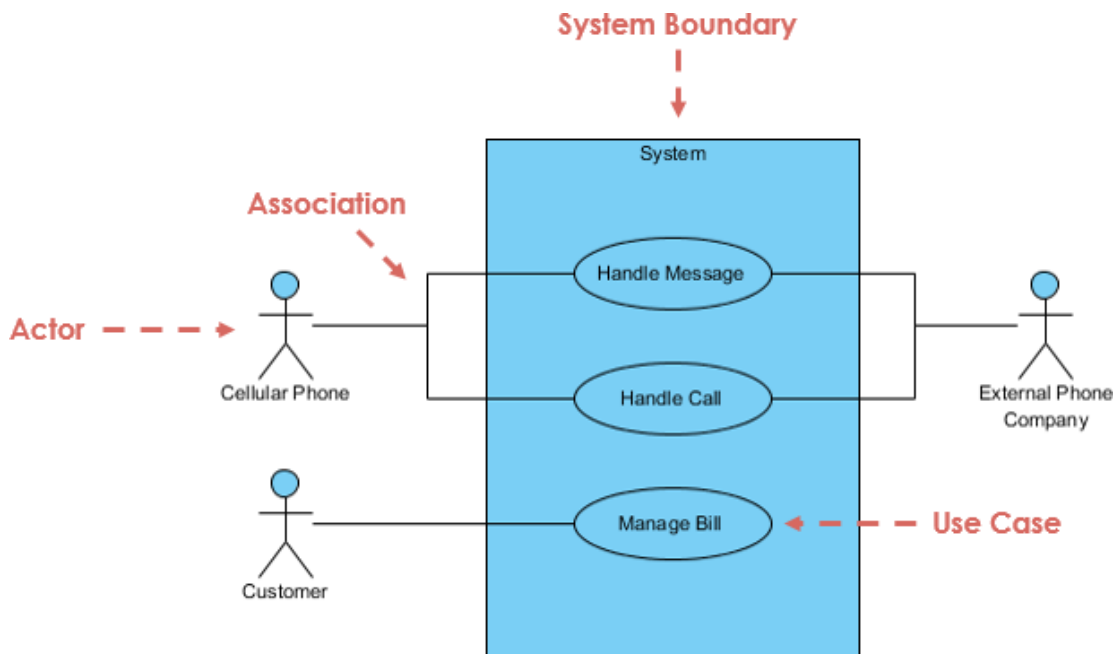 System Boundary
System
Association
Handle Message
Actor
Cellular Phone
Handle Call
External Phone
Company
Manage Bill
Use Case
Customer